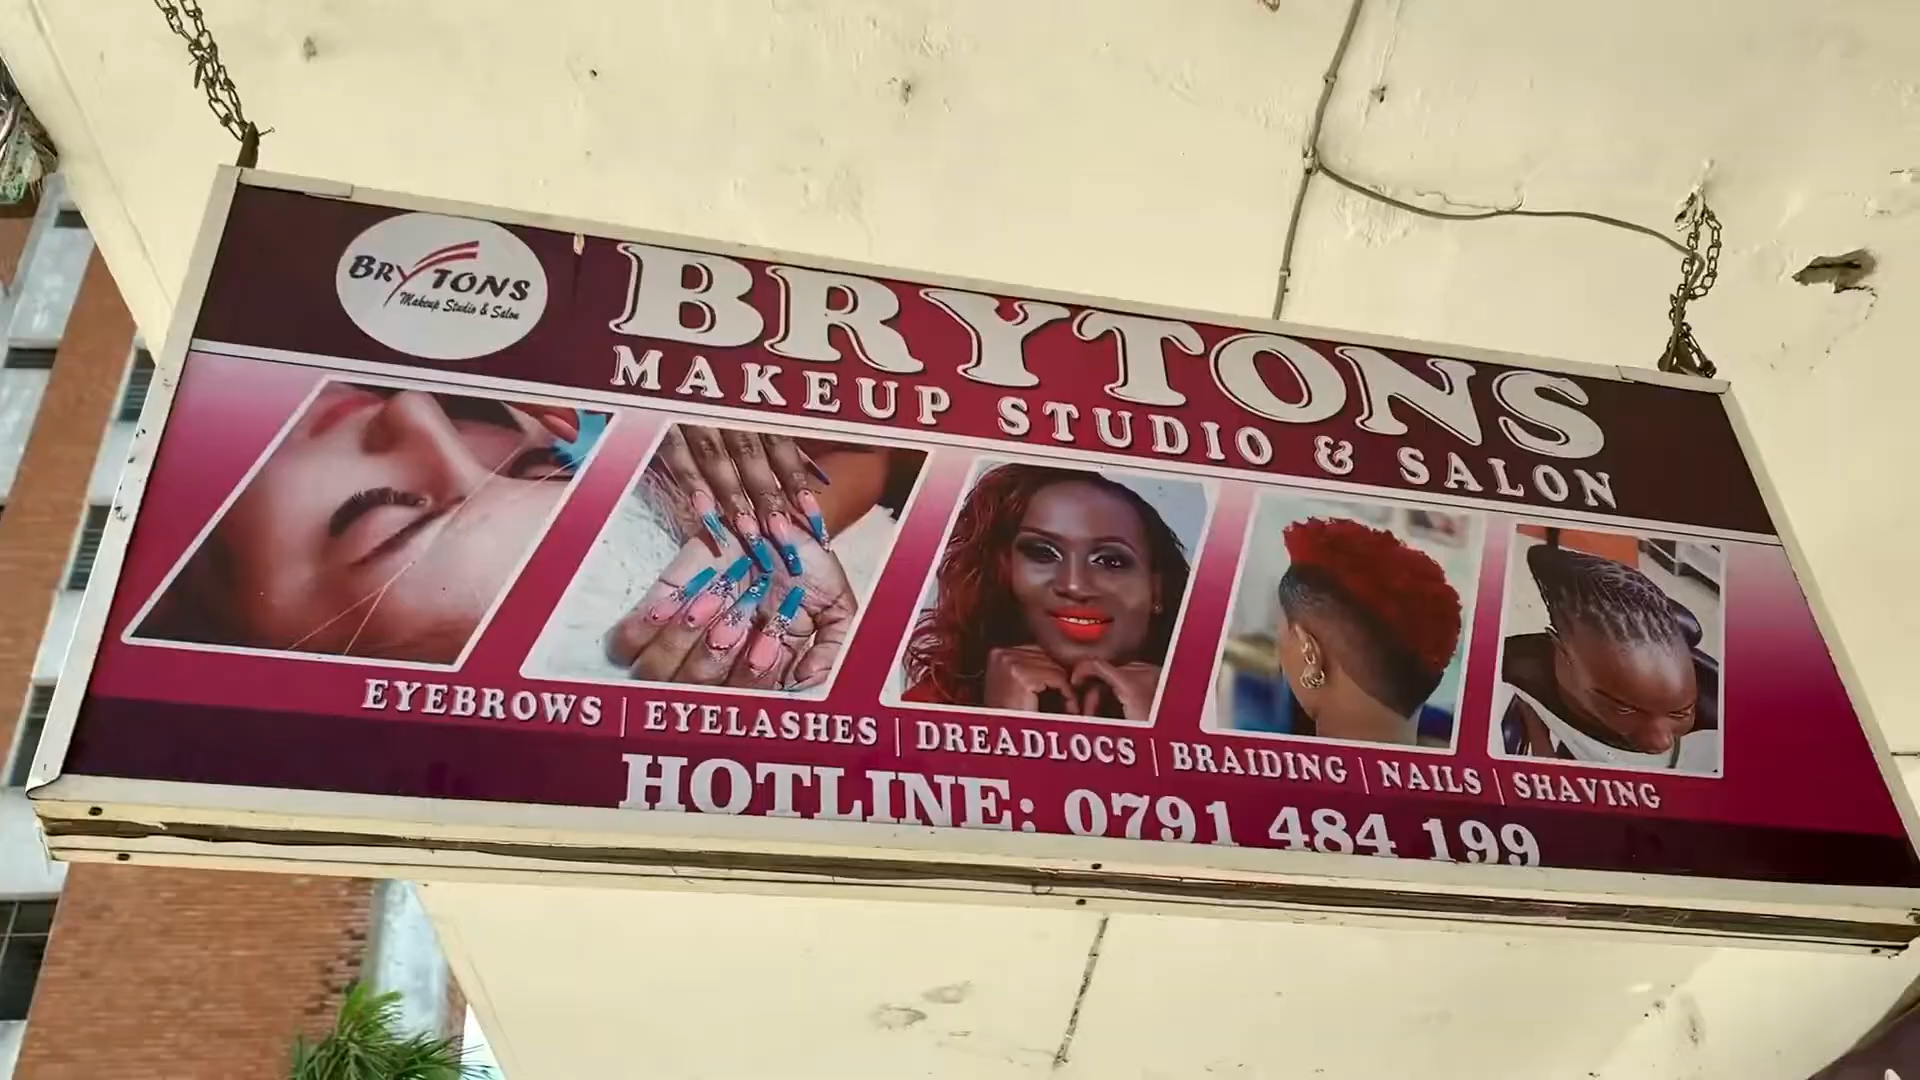 BRYTONS
Makeup Studio & Salon
BRYTONS
MAKEUP STUDIO & SALON
EYEBROWS | EYELASHES | DREADLOCS | BRAIDING | NAILS | SHAVING
HOTLINE: 0791 484 199